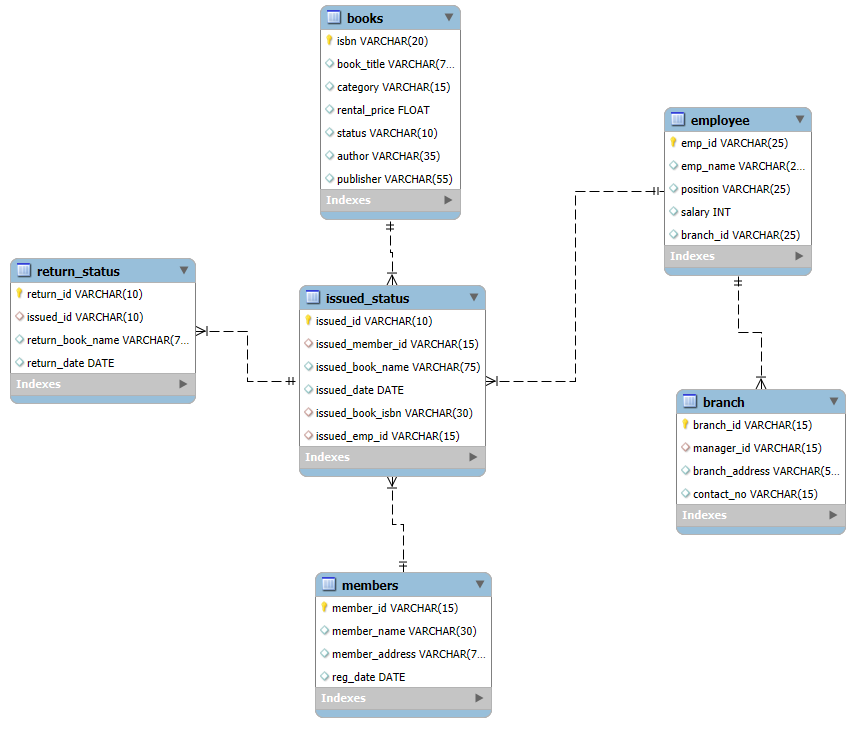 books
isbn VARCHAR(20)
book_title VARCHAR(7...
category VARCHAR(15)
rental_price FLOAT
status VARCHAR(10)
author VARCHAR(35)
publisher VARCHAR(55)
Indexes
employee
emp_id VARCHAR(25)
emp_name VARCHAR(2...
position VARCHAR(25)
salary INT
branch_id VARCHAR(25)
Indexes
return_status
return_id VARCHAR(10)
issued_id VARCHAR(10)
return_book_name VARCHAR(7...
return_date DATE
Indexes
issued_status
issued_id VARCHAR(10)
issued_member_id VARCHAR(15)
issued_book_name VARCHAR(75)
issued_date DATE
issued_book_isbn VARCHAR(30)
issued_emp_id VARCHAR(15)
Indexes
branch
branch_id VARCHAR(15)
manager_id VARCHAR(15)
branch_address VARCHAR(5...
contact_no VARCHAR(15)
Indexes
members
member_id VARCHAR(15)
member_name VARCHAR(30)
member_address VARCHAR(7...
reg_date DATE
Indexes